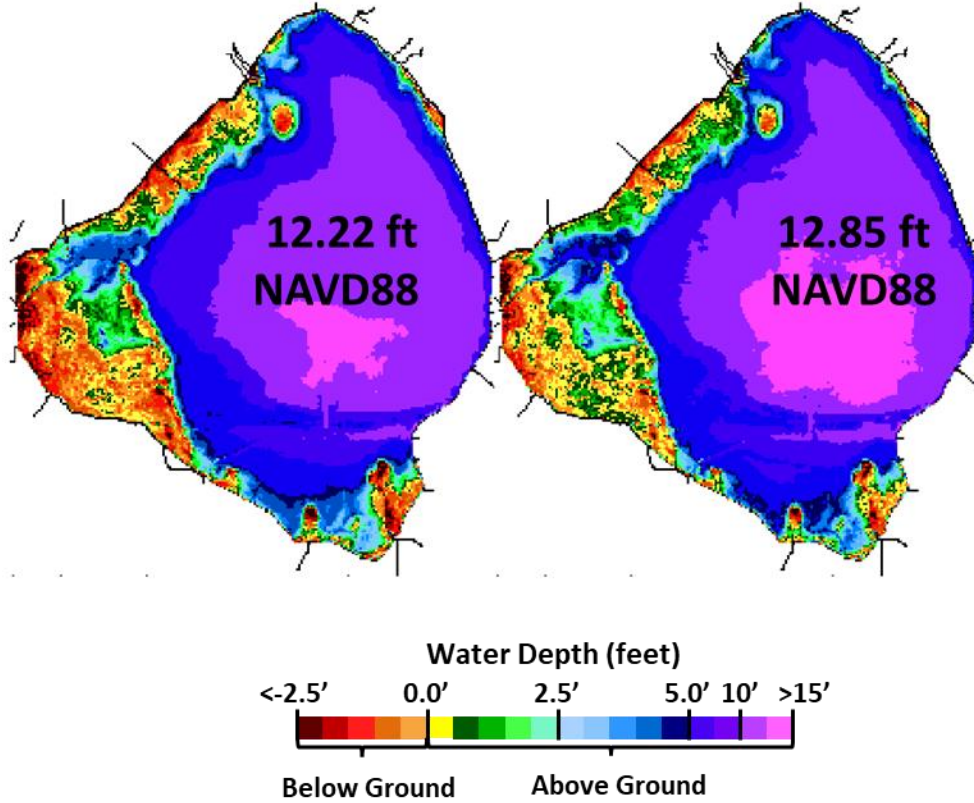 12.22 ft
NAVD88
12.85 ft
NAVD88
Water Depth (feet)
<-2.5’ 0.0’ 2.5’ 5.0’ 10’ >15’
Below Ground Above Ground